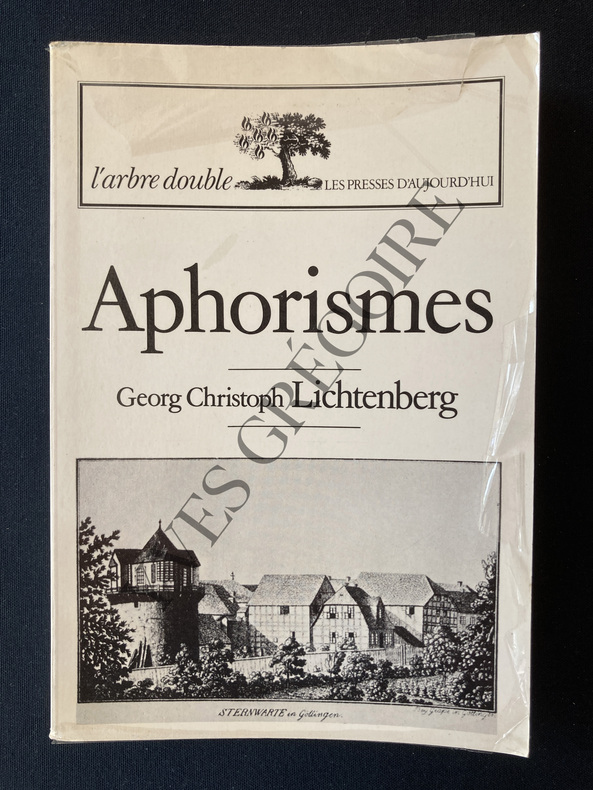 l'arbre double LES PRESSES D'AUJOURD'HUI
Aphorismes
Georg Christoph Lichtenberg
YVES GRÉGOIRE
STERNWARTE in Göttingen.